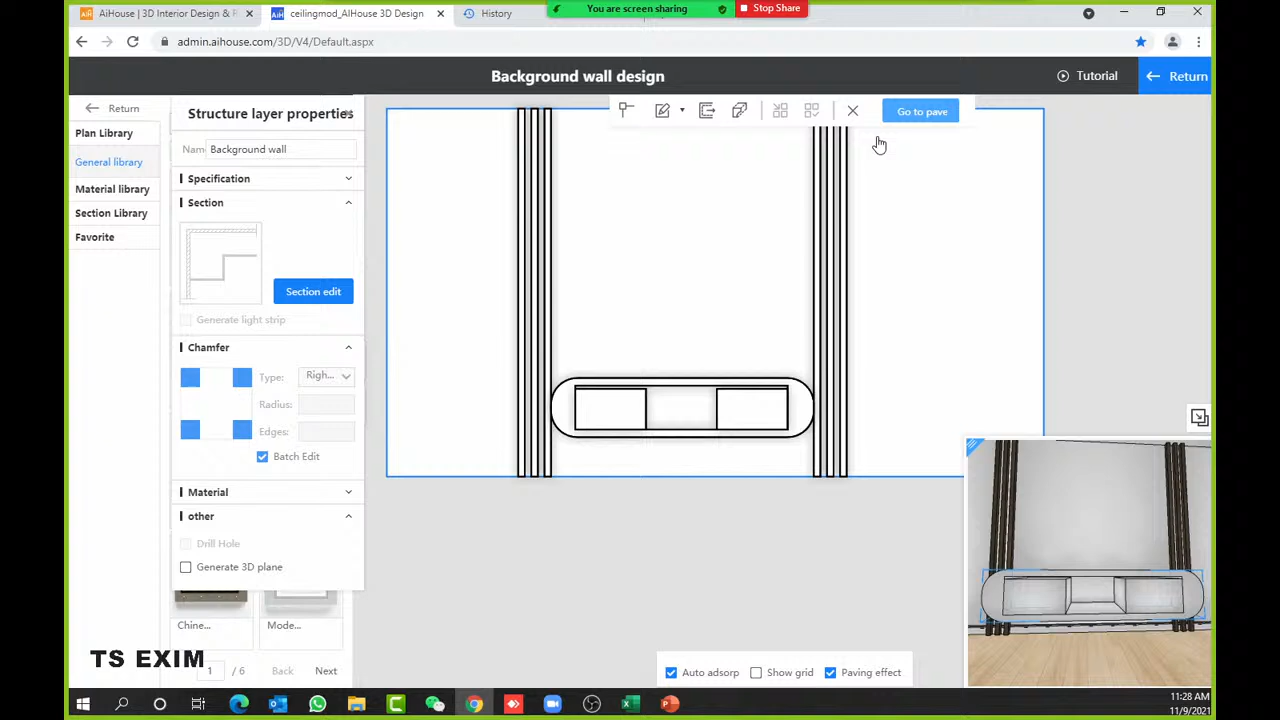 You are screen sharing
Stop Share
AiHouse | 3D Interior Design & R
ceilingmod_AIHouse 3D Design
History
admin.aihouse.com/3D/V4/Default.aspx
Background wall design
Tutorial
Return
Return
Structure layer properties
Go to pave
Plan Library
Name
Background wall
General library
Specification
Material library
Section
Section Library
Favorite
Section edit
Generate light strip
Chamfer
Type:
Righ...
Radius:
Edges:
Batch Edit
Material
other
Drill Hole
Generate 3D plane
Chine...
Mode...
TS EXIM
1
/ 6
Back
Next
Auto adsorp
Show grid
Paving effect
11:28 AM
11/9/2021